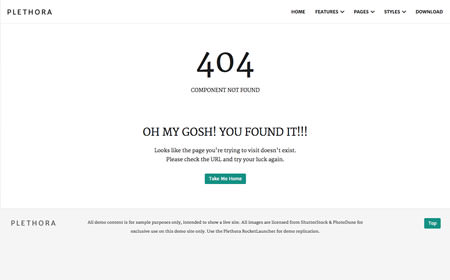 PLETHORA
HOME FEATURES PAGES STYLES DOWNLOAD
404
COMPONENT NOT FOUND
OH MY GOSH! YOU FOUND IT!!!
Looks like the page you're trying to visit doesn't exist.
Please check the URL and try your luck again.
Take Me Home
PLETHORA
All demo content is for sample purposes only, intended to show a live site. All images are licensed from ShutterStock & PhotoDune for
exclusive use on this demo site only. Use the Plethora RocketLauncher for demo replication.
Top